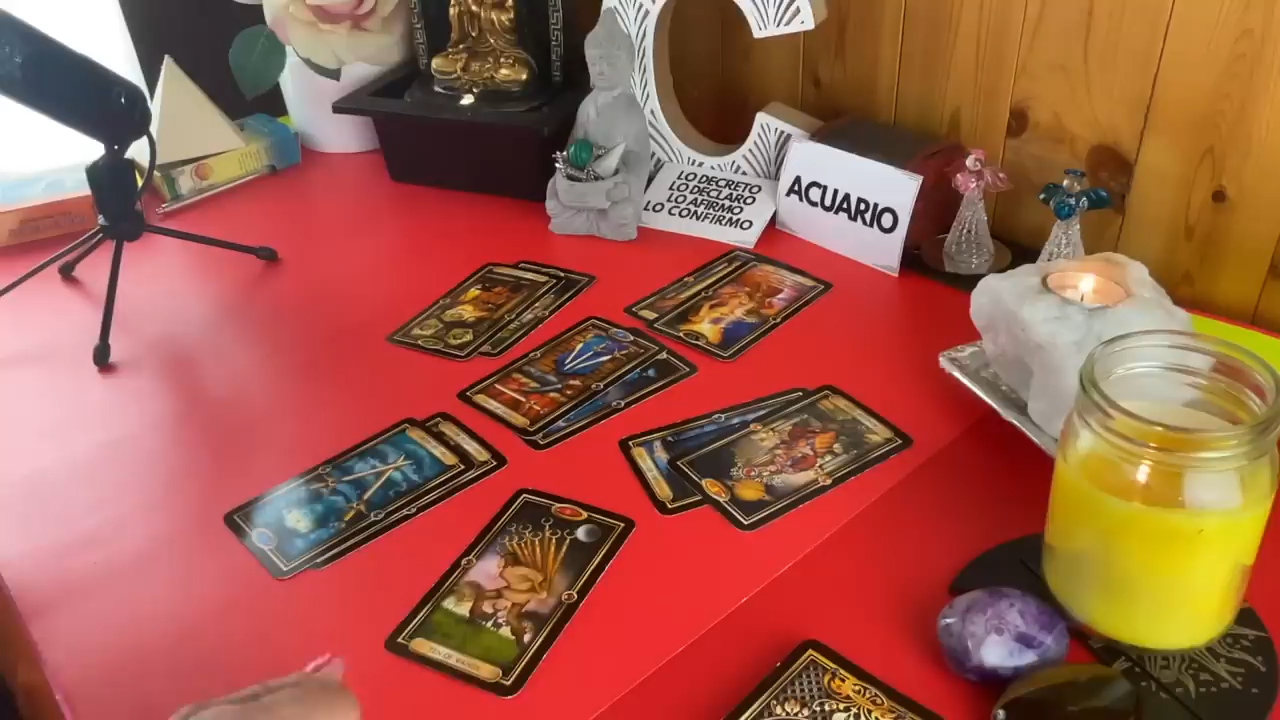 C
LO DECRETO
LO DECLARO
LO AFIRMO
LO CONFIRMO
ACUARIO
TEN OF WANDS